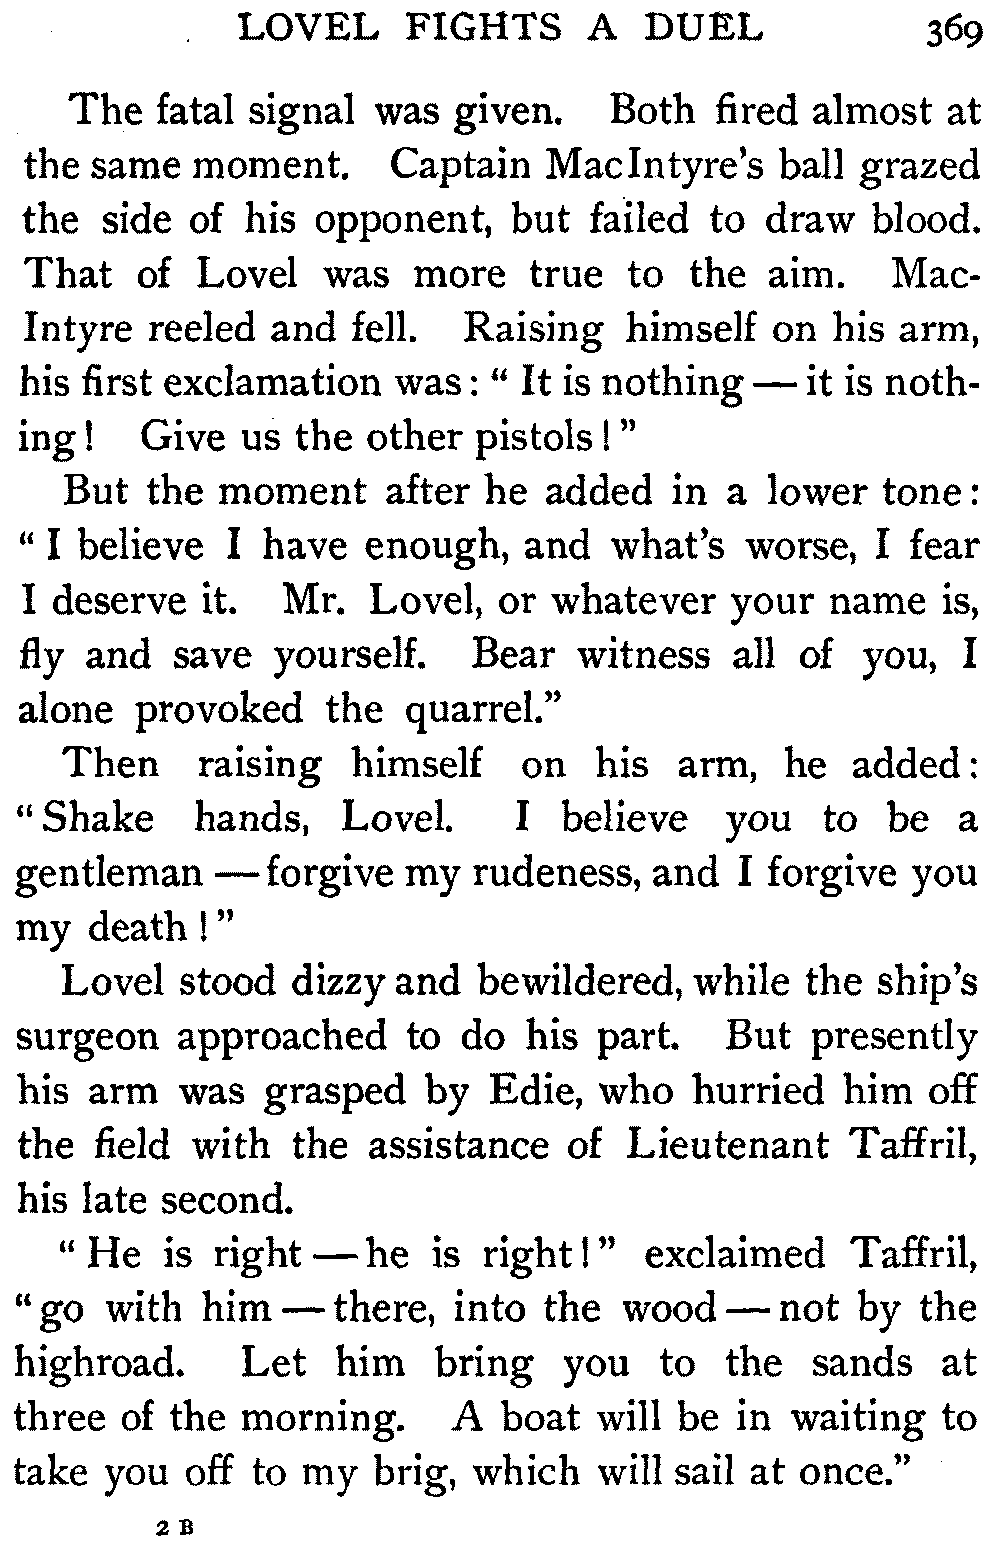 LOVEL FIGHTS A DUEL 369
The fatal signal was given. Both fired almost at
the same moment. Captain MacIntyre's ball grazed
the side of his opponent, but failed to draw blood.
That of Lovel was more true to the aim. Mac-
Intyre reeled and fell. Raising himself on his arm,
his first exclamation was: “ It is nothing — it is noth-
ing! Give us the other pistols!”
But the moment after he added in a lower tone:
“ I believe I have enough, and what's worse, I fear
I deserve it. Mr. Lovel, or whatever your name is,
fly and save yourself. Bear witness all of you, I
alone provoked the quarrel.”
Then raising himself on his arm, he added:
“Shake hands, Lovel. I believe you to be a
gentleman — forgive my rudeness, and I forgive you
my death!”
Lovel stood dizzy and bewildered, while the ship's
surgeon approached to do his part. But presently
his arm was grasped by Edie, who hurried him off
the field with the assistance of Lieutenant Taffril,
his late second.
“ He is right — he is right!” exclaimed Taffril,
“go with him — there, into the wood — not by the
highroad. Let him bring you to the sands at
three of the morning. A boat will be in waiting to
take you off to my brig, which will sail at once.”
2 B